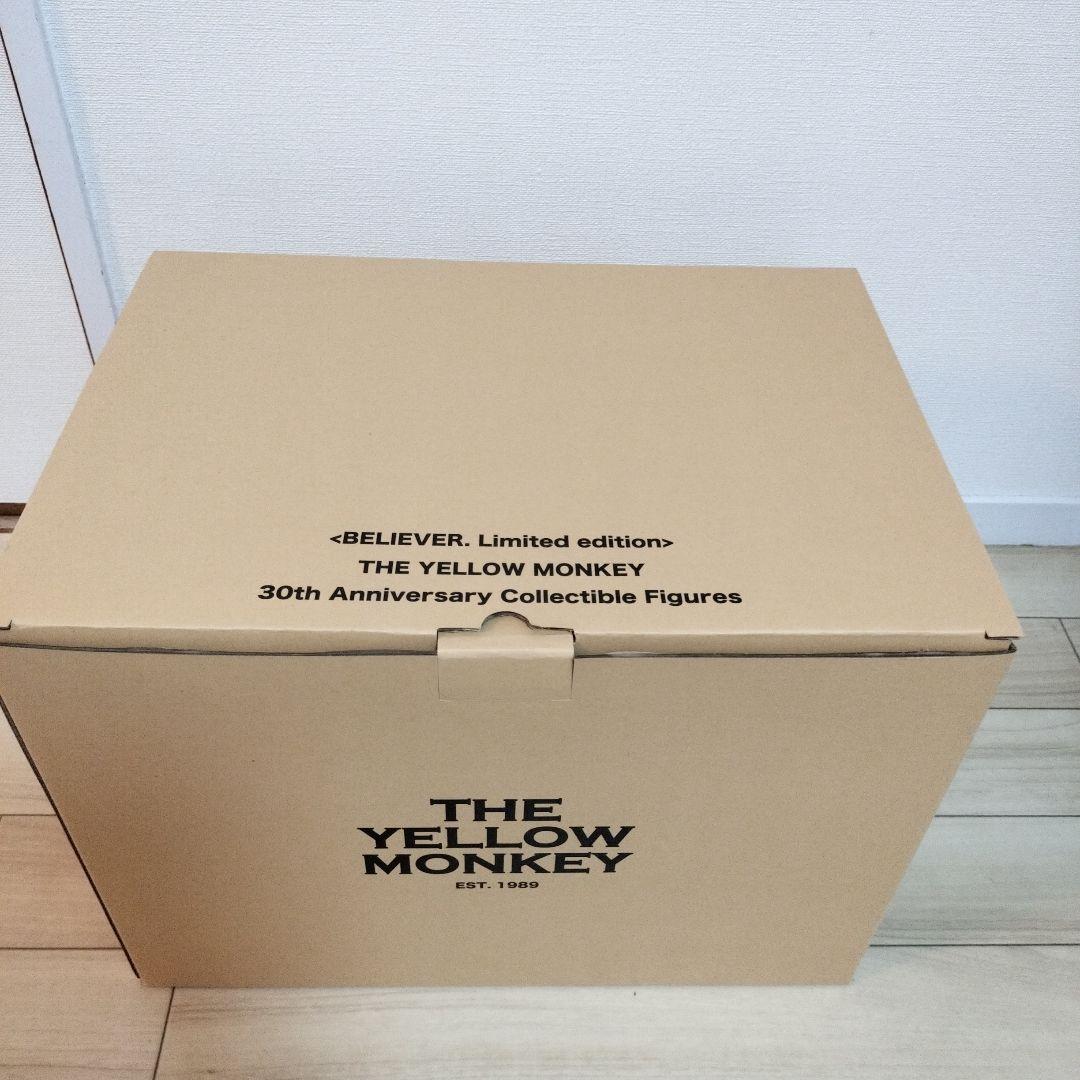 <BELIEVER. Limited edition>
THE YELLOW MONKEY
30th Anniversary Collectible Figures
THE
YELLOW
MONKEY
EST. 1989